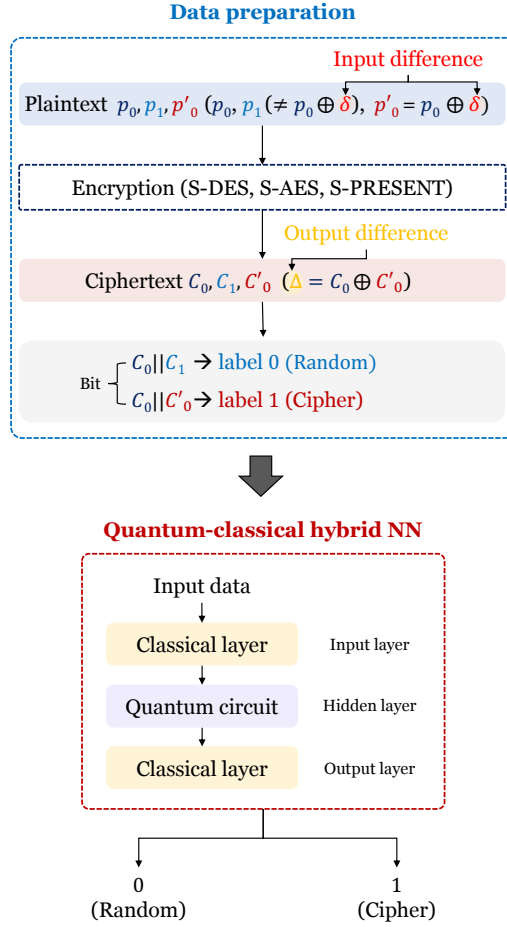 Data preparation
Input difference
Plaintext p₀, p₁, p′₀ (p₀, p₁ (≠ p₀ ⊕ δ), p′₀ = p₀ ⊕ δ)
Encryption (S-DES, S-AES, S-PRESENT)
Output difference
Ciphertext C₀, C₁, C′₀ (Δ = C₀ ⊕ C′₀)
C₀||C₁ → label 0 (Random)
Bit
C₀||C′₀ → label 1 (Cipher)
Quantum-classical hybrid NN
Input data
Classical layer Input layer
Quantum circuit Hidden layer
Classical layer Output layer
0 1
(Random) (Cipher)